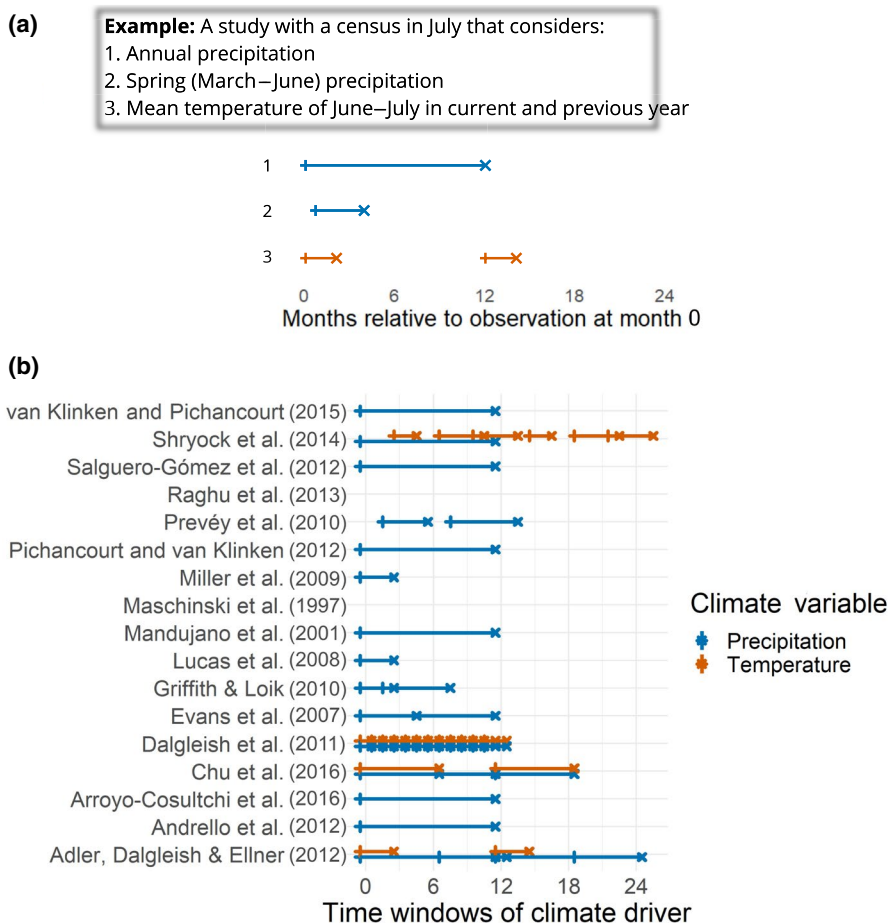 (a)
Example: A study with a census in July that considers:
1. Annual precipitation
2. Spring (March−June) precipitation
3. Mean temperature of June−July in current and previous year
1
2
3
0 6 12 18 24
Months relative to observation at month 0
(b)
van Klinken and Pichancourt (2015)
Shryock et al. (2014)
Salguero-Gómez et al. (2012)
Raghu et al. (2013)
Prevéy et al. (2010)
Pichancourt and van Klinken (2012)
Miller et al. (2009)
Maschinski et al. (1997)
Mandujano et al. (2001)
Lucas et al. (2008)
Griffith & Loik (2010)
Evans et al. (2007)
Dalgleish et al. (2011)
Chu et al. (2016)
Arroyo-Cosultchi et al. (2016)
Andrello et al. (2012)
Adler, Dalgleish & Ellner (2012)
0 6 12 18 24
Time windows of climate driver
Climate variable
Precipitation
Temperature